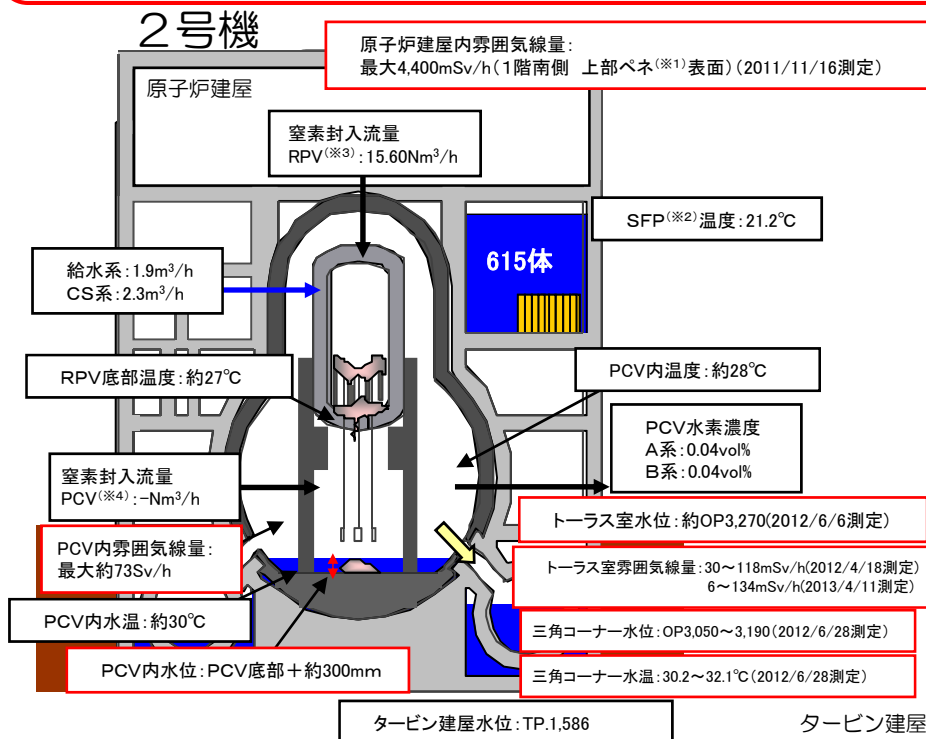 ２号機
原子炉建屋内雰囲気線量：
最大4,400mSv/h（1階南側　上部ペネ(※1)表面）（2011/11/16測定）
原子炉建屋
窒素封入流量
RPV(※3)：15.60Nm3/h
SFP(※2)温度：21.2℃
615体
給水系：1.9m3/h
CS系：2.3m3/h
RPV底部温度：約27℃
PCV内温度：約28℃
PCV水素濃度
A系：0.04vol%
B系：0.04vol%
窒素封入流量
PCV(※4)：-Nm3/h
トーラス室水位：約OP3,270(2012/6/6測定)
PCV内雰囲気線量：
最大約73Sv/h
トーラス室雰囲気線量：30～118mSv/h(2012/4/18測定)
6～134mSv/h(2013/4/11測定)
PCV内水温：約30℃
三角コーナー水位：OP3,050～3,190（2012/6/28測定）
PCV内水位：PCV底部＋約300mm
三角コーナー水温：30.2～32.1℃（2012/6/28測定）
タービン建屋水位：TP.1,586
タービン建屋